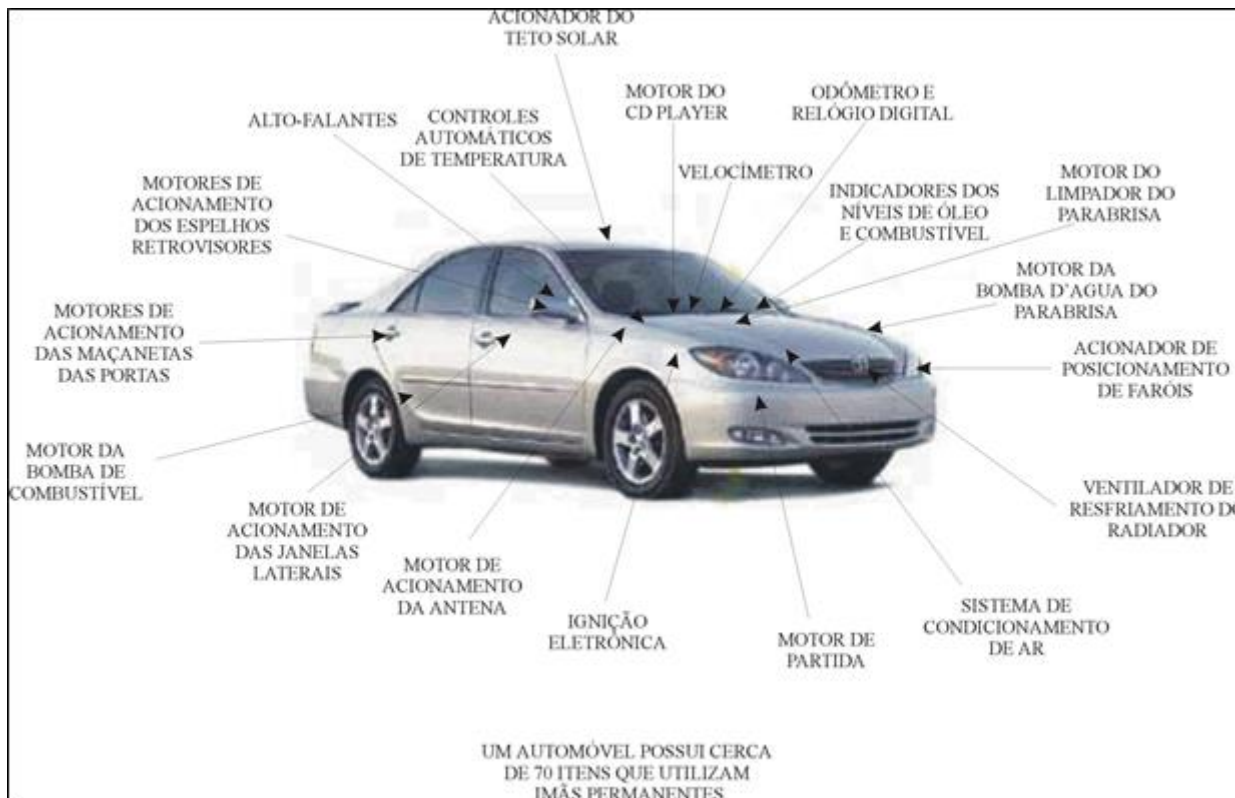 ACIONADOR DO
TETO SOLAR
MOTOR DO
CD PLAYER
ODÔMETRO E
RELÓGIO DIGITAL
ALTO-FALANTES
CONTROLES
AUTOMÁTICOS
DE TEMPERATURA
VELOCÍMETRO
MOTOR DO
LIMPADOR DO
PARABRISA
MOTORES DE
ACIONAMENTO
DOS ESPELHOS
RETROVISORES
INDICADORES DOS
NÍVEIS DE ÓLEO
E COMBUSTÍVEL
MOTOR DA
BOMBA D'AGUA DO
PARABRISA
MOTORES DE
ACIONAMENTO
DAS MAÇANETAS
DAS PORTAS
ACIONADOR DE
POSICIONAMENTO
DE FARÓIS
MOTOR DA
BOMBA DE
COMBUSTÍVEL
VENTILADOR DE
RESFRIAMENTO DO
RADIADOR
MOTOR DE
ACIONAMENTO
DAS JANELAS
LATERAIS
MOTOR DE
ACIONAMENTO
DA ANTENA
IGNIÇÃO
ELETRÔNICA
MOTOR DE
PARTIDA
SISTEMA DE
CONDICIONAMENTO
DE AR
UM AUTOMÓVEL POSSUI CERCA
DE 70 ITENS QUE UTILIZAM
IMÃS PERMANENTES